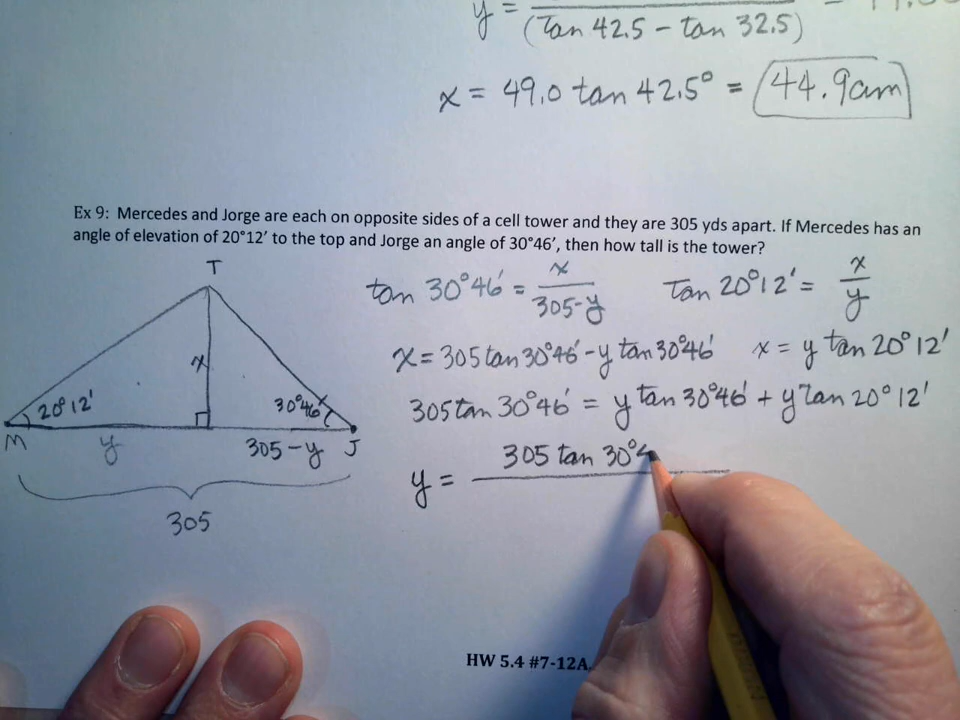 y =
(tan 42.5 – tan 32.5)
x = 49.0 tan 42.5° = 44.9cm
Ex 9: Mercedes and Jorge are each on opposite sides of a cell tower and they are 305 yds apart. If Mercedes has an
angle of elevation of 20°12′ to the top and Jorge an angle of 30°46′, then how tall is the tower?
T
x
20°12'
30°46'
M
y
305-y
J
305
tan 30°46' = x / 305-y
tan 20°12' = x / y
x = 305 tan 30°46' - y tan 30°46'
x = y tan 20°12'
305 tan 30°46' = y tan 30°46' + y tan 20°12'
y = 305 tan 30°4
HW 5.4 #7-12A